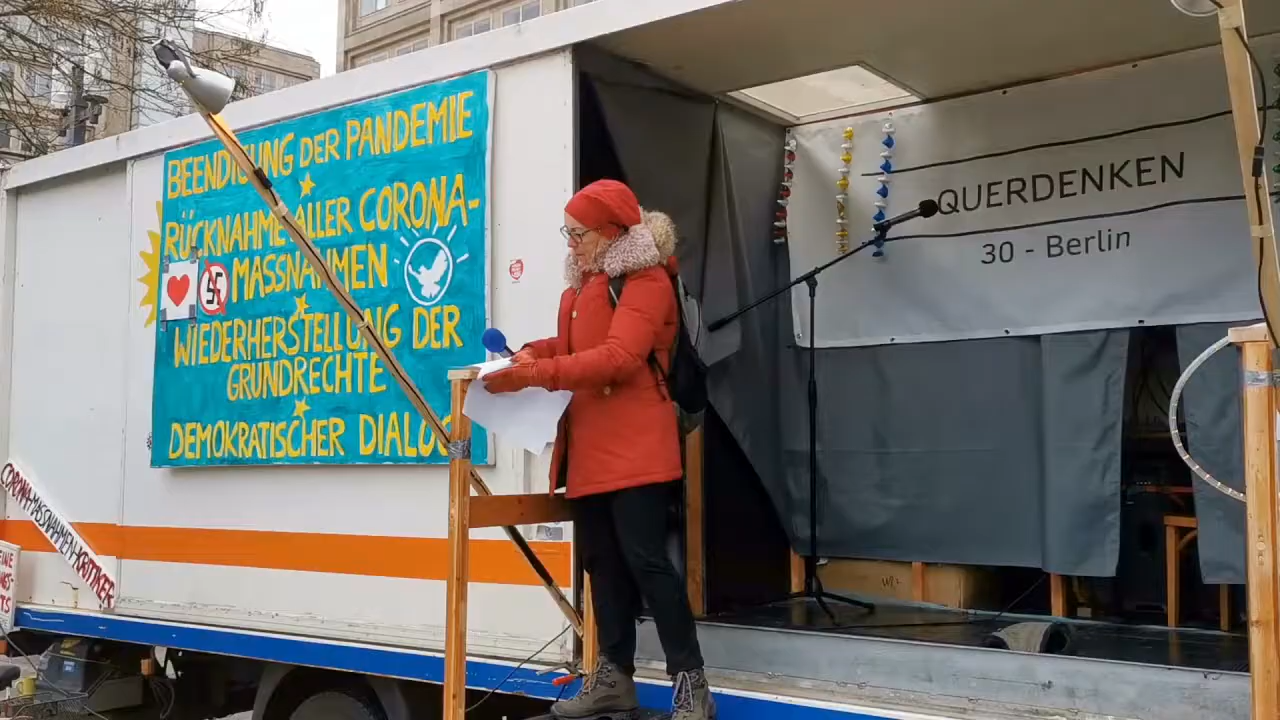 BEENDIGUNG DER PANDEMIE
RÜCKNAHME ALLER CORONA-
MASSNAHMEN
WIEDERHERSTELLUNG DER
GRUNDRECHTE
DEMOKRATISCHER DIALOG
QUERDENKEN
30 - Berlin
CORONA-MASSNAHMEN-KRITIKER